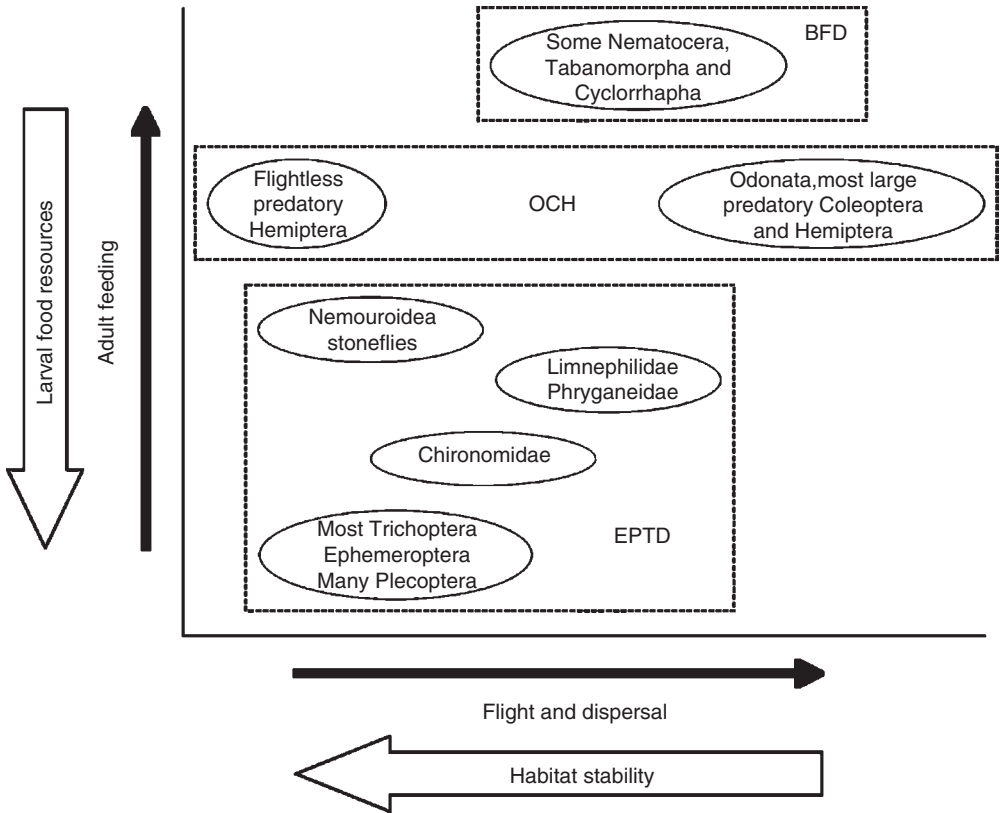 BFD
Some Nematocera,
Tabanomorpha and
Cyclorrhapha
Flightless
predatory
Hemiptera
OCH
Odonata,most large
predatory Coleoptera
and Hemiptera
Larval food resources
Adult feeding
Nemouroidea
stoneflies
Limnephilidae
Phryganeidae
Chironomidae
Most Trichoptera
Ephemeroptera
Many Plecoptera
EPTD
Flight and dispersal
Habitat stability